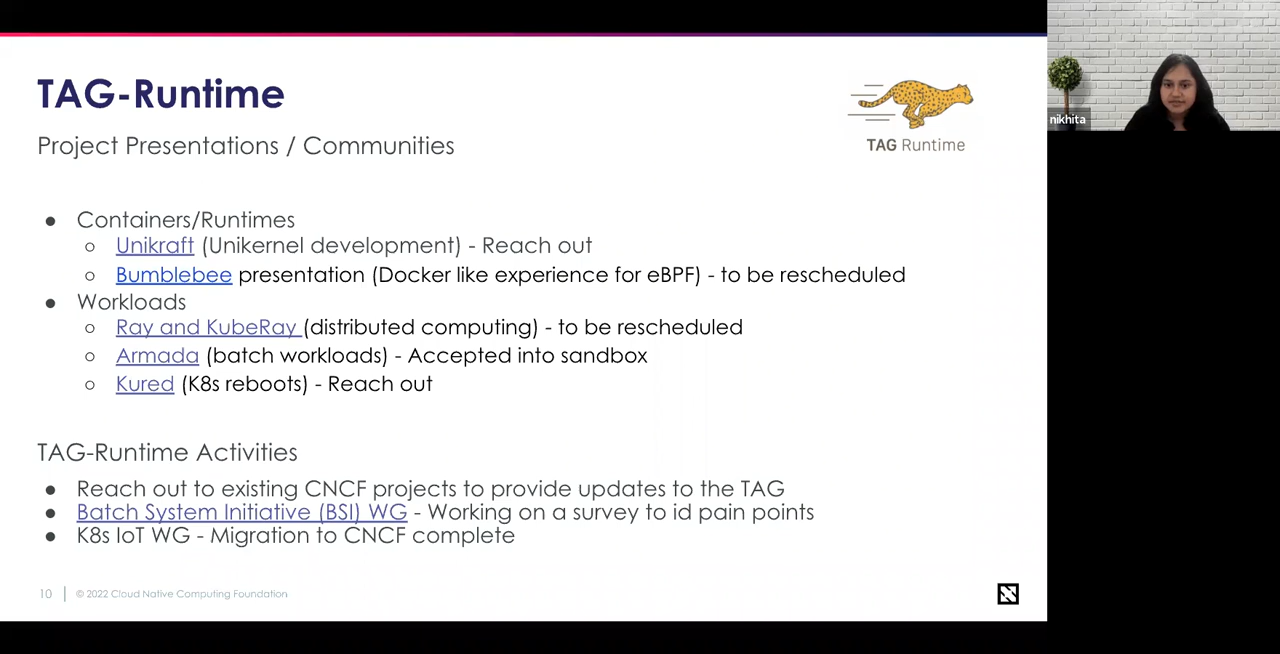 TAG-Runtime
Project Presentations / Communities
TAG Runtime
nikhita
● Containers/Runtimes
○ Unikraft (Unikernel development) - Reach out
○ Bumblebee presentation (Docker like experience for eBPF) - to be rescheduled
● Workloads
○ Ray and KubeRay (distributed computing) - to be rescheduled
○ Armada (batch workloads) - Accepted into sandbox
○ Kured (K8s reboots) - Reach out
TAG-Runtime Activities
● Reach out to existing CNCF projects to provide updates to the TAG
● Batch System Initiative (BSI) WG - Working on a survey to id pain points
● K8s IoT WG - Migration to CNCF complete
10 | © 2022 Cloud Native Computing Foundation